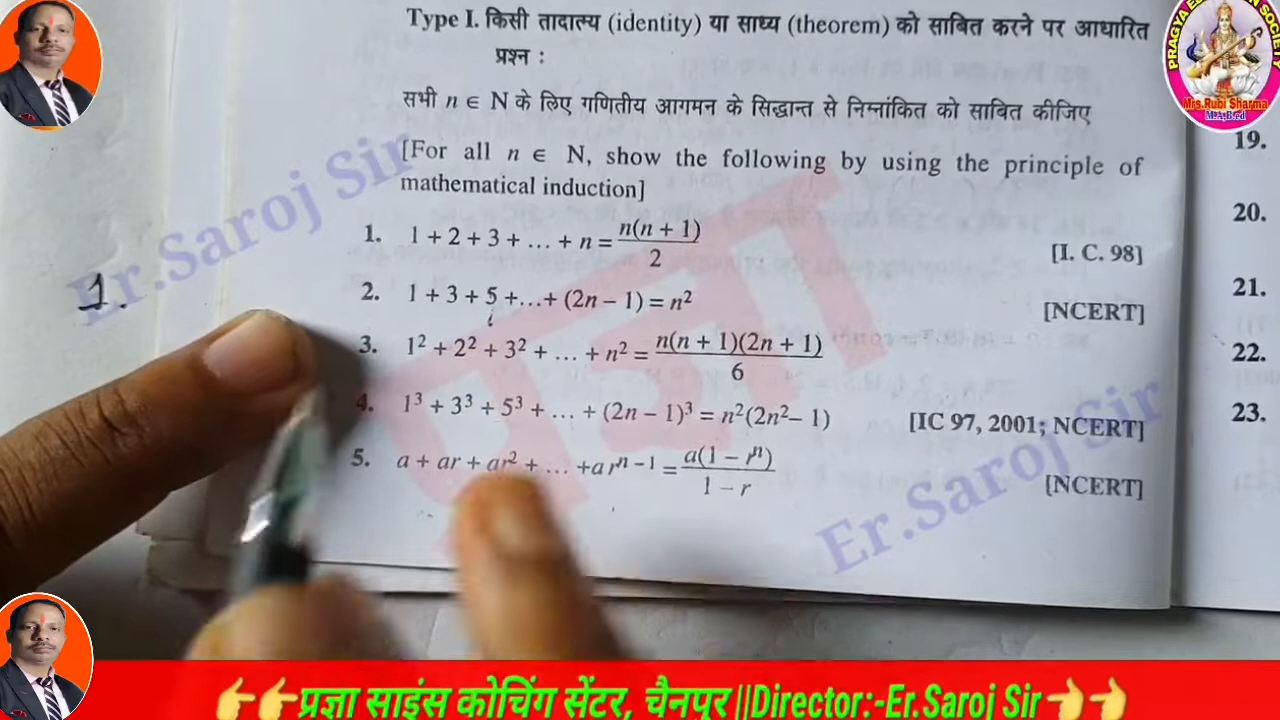 Type I. किसी तादात्म्य (identity) या साध्य (theorem) को साबित करने पर आधारित
प्रश्न :
सभी n ∈ N के लिए गणितीय आगमन के सिद्धान्त से निम्नांकित को साबित कीजिए
[For all n ∈ N, show the following by using the principle of
mathematical induction]
1. 1 + 2 + 3 + ... + n = n(n + 1)/2 [I. C. 98]
2. 1 + 3 + 5 +...+ (2n − 1) = n² [NCERT]
3. 1² + 2² + 3² + ... + n² = n(n + 1)(2n + 1)/6
4. 1³ + 3³ + 5³ + ... + (2n − 1)³ = n²(2n² − 1) [IC 97, 2001; NCERT]
5. a + ar + ar² + ... + arⁿ⁻¹ = a(1 − rⁿ)/1 − r [NCERT]
1.
19.
20.
21.
22.
23.
Er.Saroj Sir
प्रज्ञा
Er.Saroj Sir
Mrs.Rubi Sharma
M.A,B.ed
👉👉प्रज्ञा साइंस कोचिंग सेंटर, चैनपुर||Director:-Er.Saroj Sir👈👈